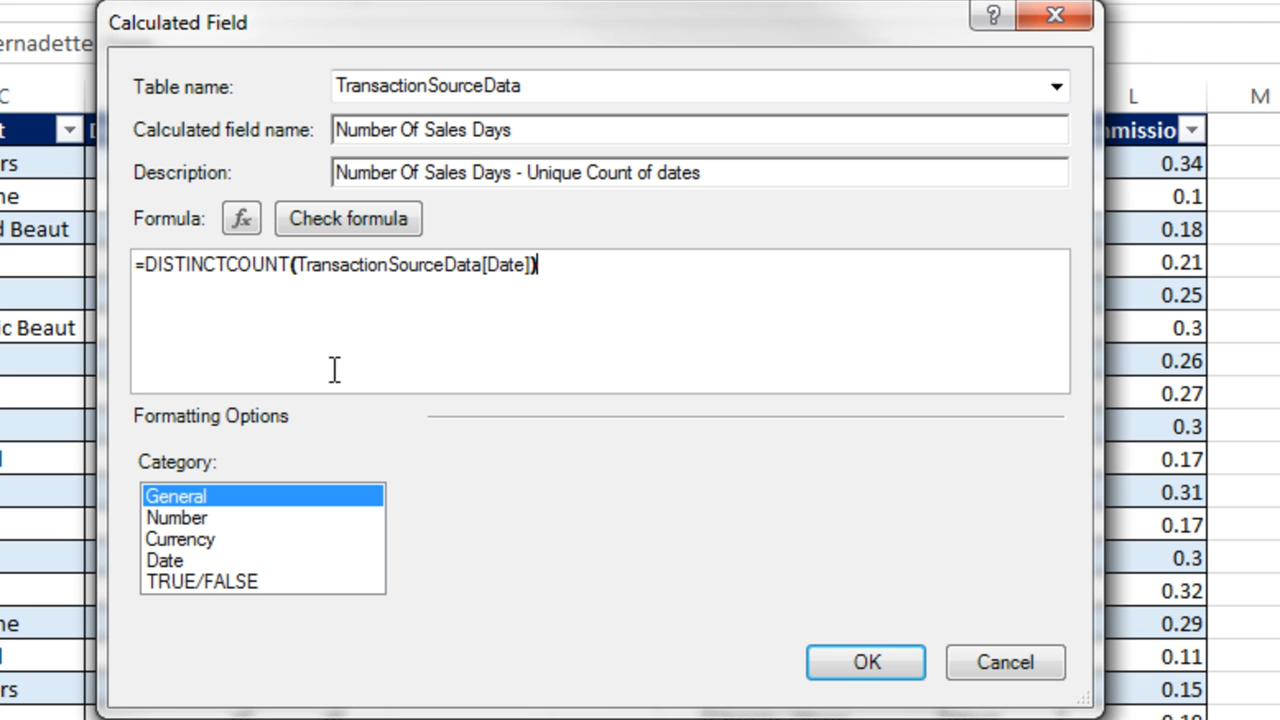 Calculated Field
ernadette
Table name: TransactionSourceData
C L M
Calculated field name: Number Of Sales Days
t mmissio
rs 0.34
Description: Number Of Sales Days - Unique Count of dates
ne 0.1
Formula: fx Check formula
d Beaut 0.18
=DISTINCTCOUNT(TransactionSourceData[Date])
0.21
0.25
ic Beaut 0.3
0.26
0.27
Formatting Options
0.3
Category:
0.17
General
0.31
Number
0.17
Currency
Date
0.3
TRUE/FALSE
0.32
ne 0.29
OK Cancel
0.11
rs 0.15